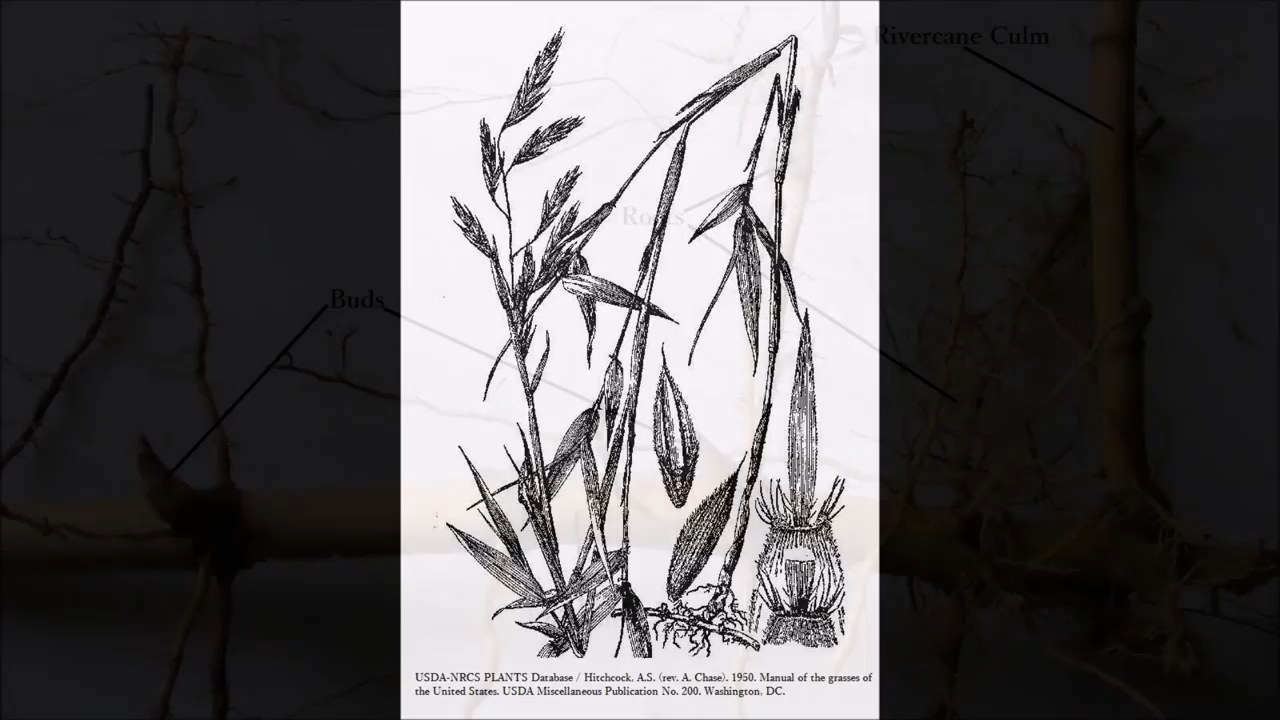 Rivercane Culm
Roots
Buds
USDA-NRCS PLANTS Database / Hitchcock, A.S. (rev. A. Chase). 1950. Manual of the grasses of
the United States. USDA Miscellaneous Publication No. 200. Washington, DC.